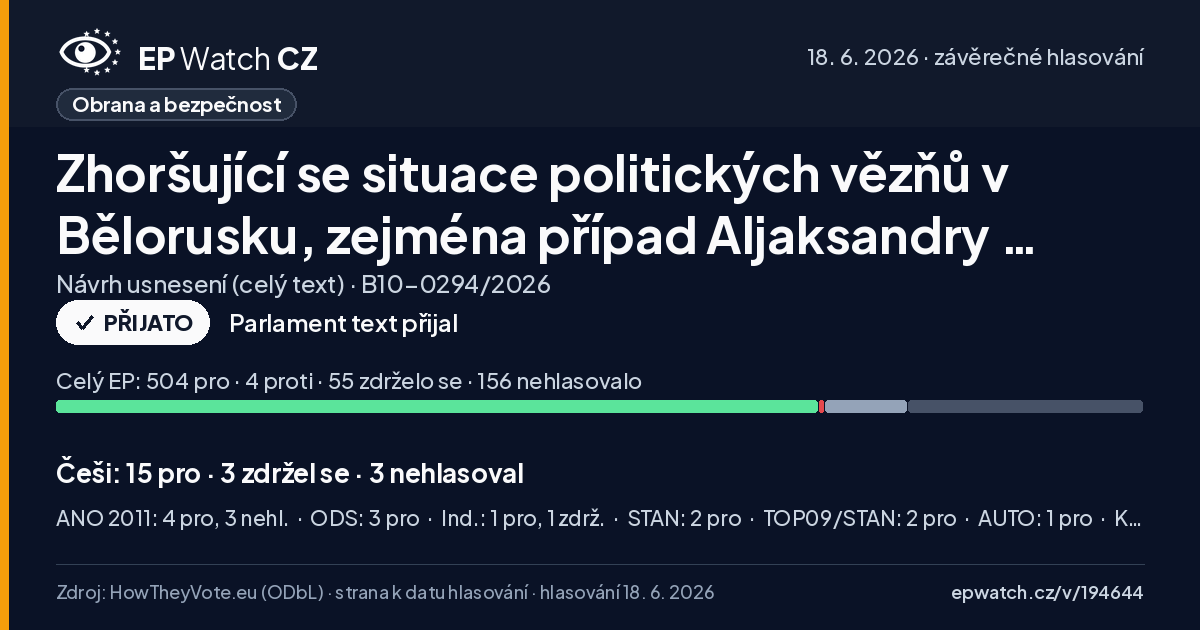 EP Watch CZ
18. 6. 2026 · závěrečné hlasování
Obrana a bezpečnost
Zhoršující se situace politických vězňů v
Bělorusku, zejména případ Aljaksandry …
Návrh usnesení (celý text) · B10–0294/2026
✓ PŘIJATO Parlament text přijal
Celý EP: 504 pro · 4 proti · 55 zdrželo se · 156 nehlasovalo
Češi: 15 pro · 3 zdržel se · 3 nehlasoval
ANO 2011: 4 pro, 3 nehl. · ODS: 3 pro · Ind.: 1 pro, 1 zdrž. · STAN: 2 pro · TOP09/STAN: 2 pro · AUTO: 1 pro · K…
Zdroj: HowTheyVote.eu (ODbL) · strana k datu hlasování · hlasování 18. 6. 2026
epwatch.cz/v/194644